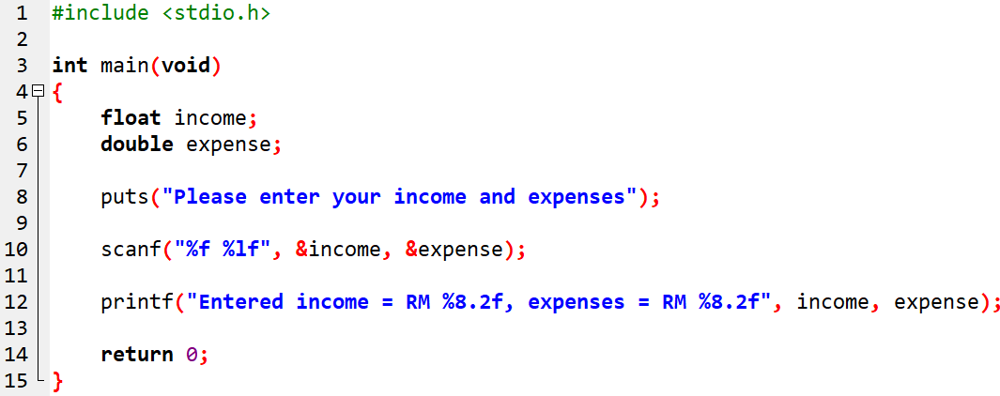 1 #include <stdio.h>
2
3 int main(void)
4 {
5     float income;
6     double expense;
7
8     puts("Please enter your income and expenses");
9
10     scanf("%f %lf", &income, &expense);
11
12     printf("Entered income = RM %8.2f, expenses = RM %8.2f", income, expense);
13
14     return 0;
15 }